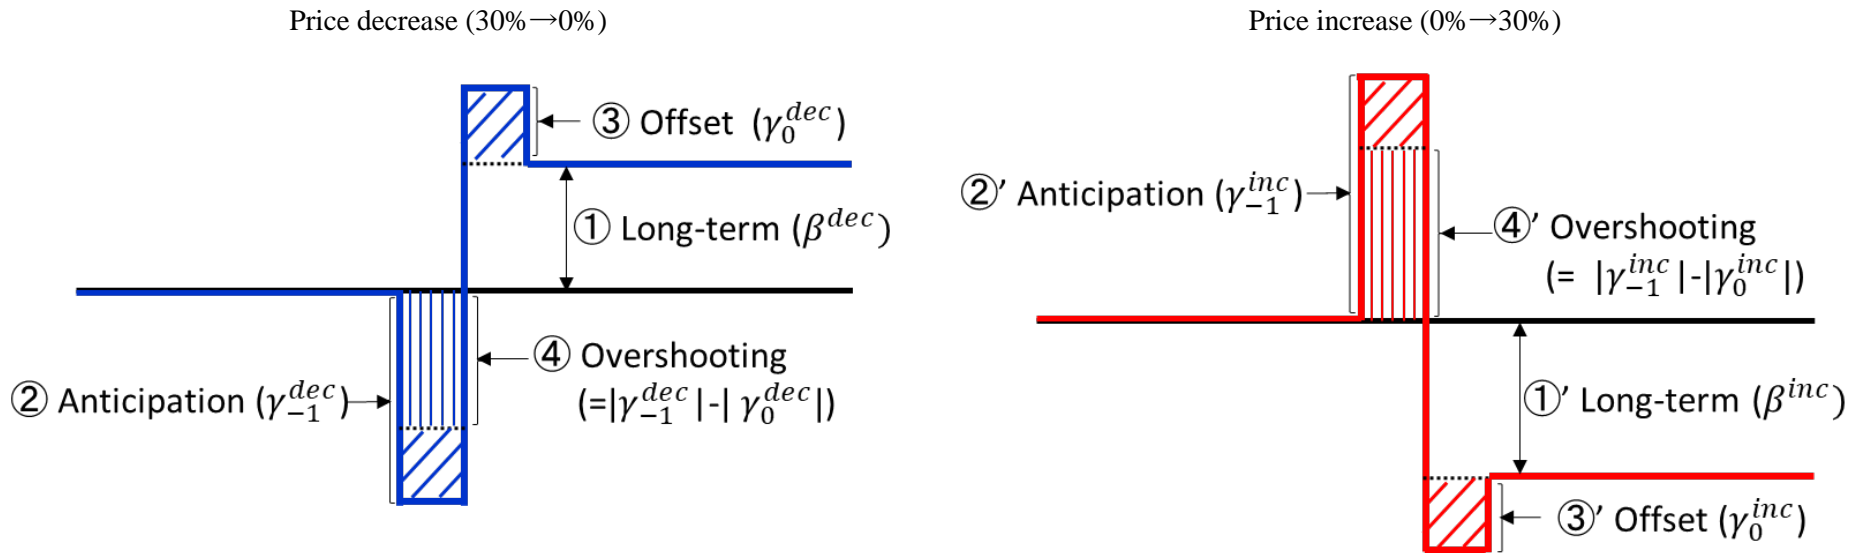 Price decrease (30%→0%)
③ Offset (γ₀^dec)
① Long-term (β^dec)
④ Overshooting
(=|γ₋₁^dec|-| γ₀^dec|)
② Anticipation (γ₋₁^dec)
Price increase (0%→30%)
②’ Anticipation (γ₋₁^inc)
④’ Overshooting
(= |γ₋₁^inc|-|γ₀^inc|)
①’ Long-term (β^inc)
③’ Offset (γ₀^inc)